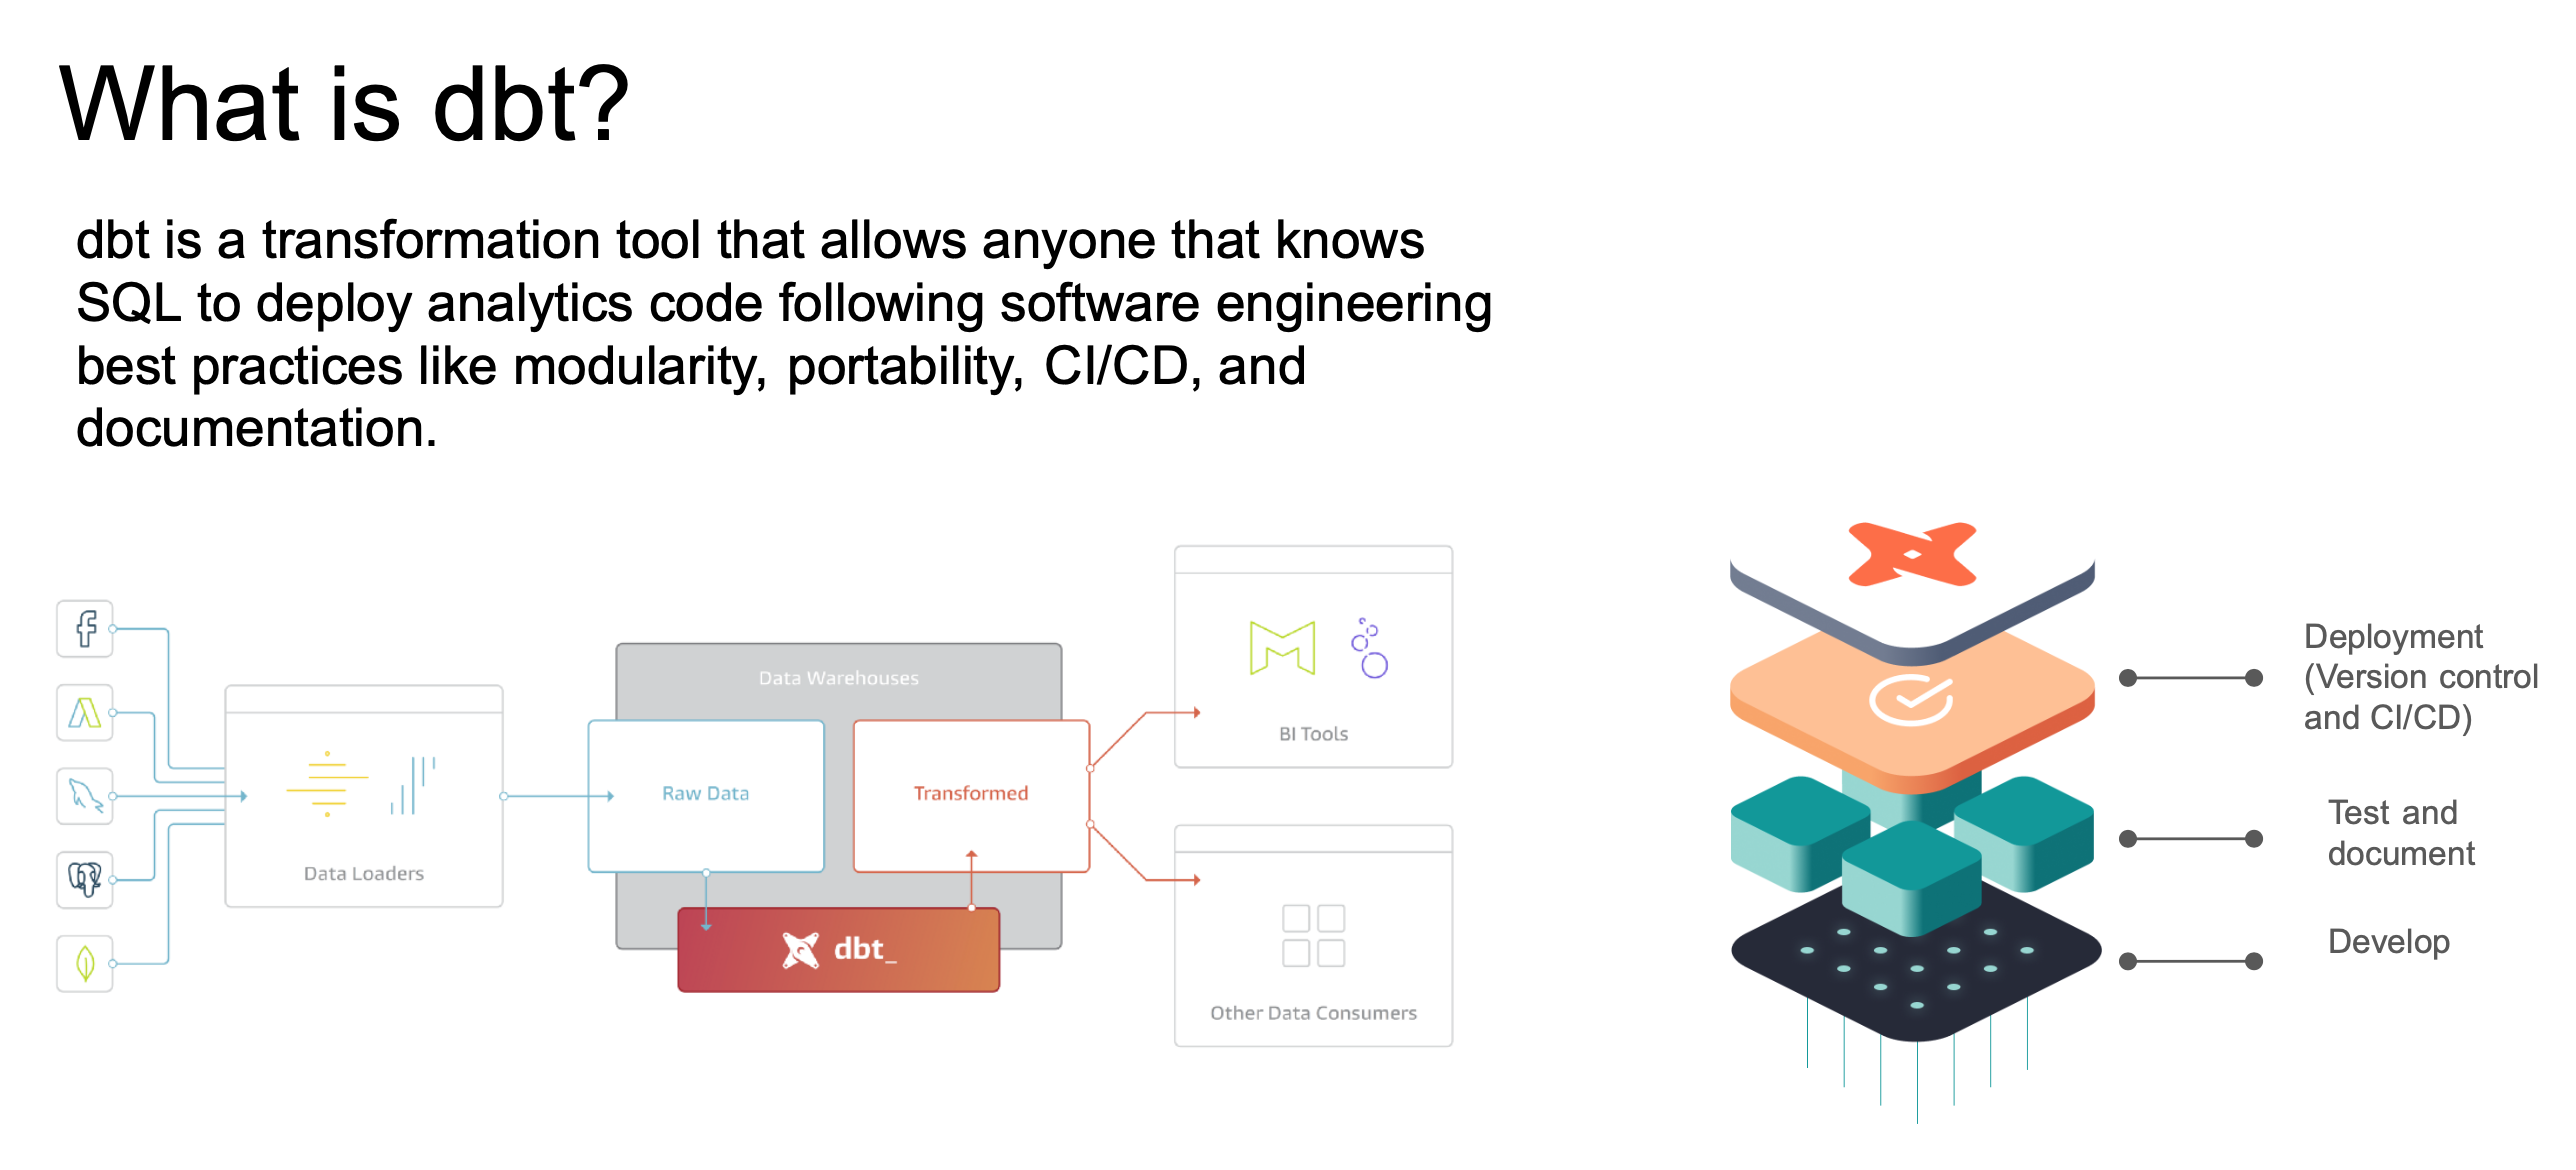 What is dbt?
dbt is a transformation tool that allows anyone that knows
SQL to deploy analytics code following software engineering
best practices like modularity, portability, CI/CD, and
documentation.
Data Loaders
Data Warehouses
Raw Data
Transformed
dbt_
BI Tools
Other Data Consumers
Deployment
(Version control
and CI/CD)
Test and
document
Develop